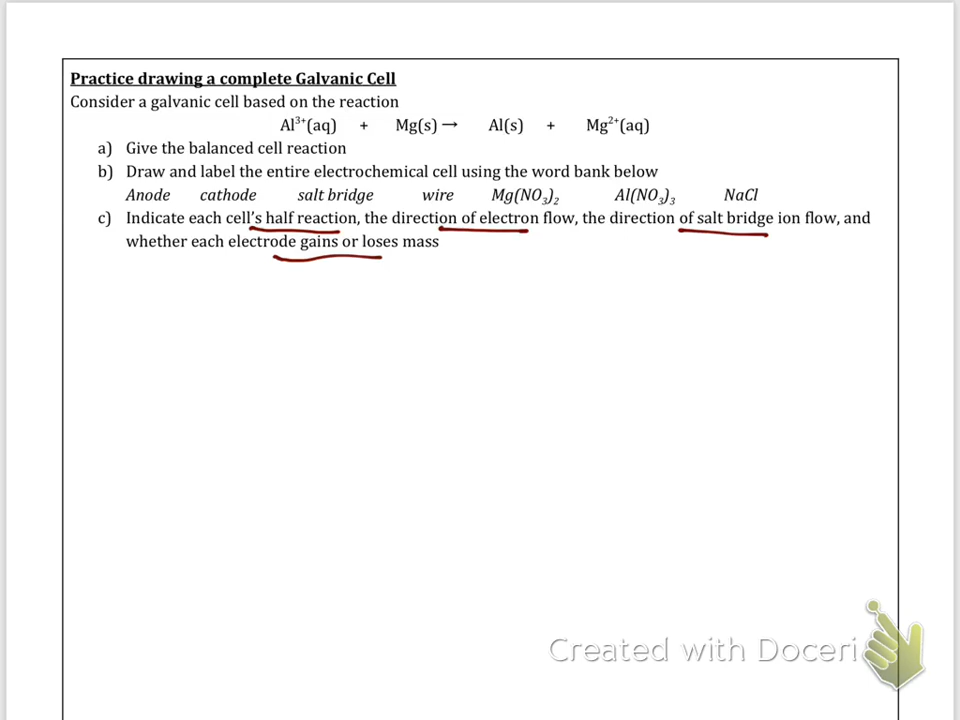 Practice drawing a complete Galvanic Cell
Consider a galvanic cell based on the reaction
Al³⁺(aq) + Mg(s) → Al(s) + Mg²⁺(aq)
a) Give the balanced cell reaction
b) Draw and label the entire electrochemical cell using the word bank below
Anode cathode salt bridge wire Mg(NO₃)₂ Al(NO₃)₃ NaCl
c) Indicate each cell's half reaction, the direction of electron flow, the direction of salt bridge ion flow, and
whether each electrode gains or loses mass
Created with Doceri